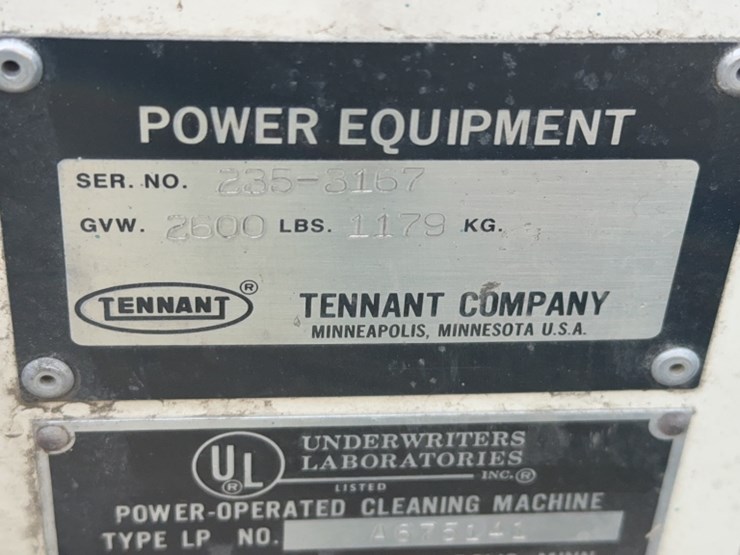 POWER EQUIPMENT
SER. NO. 235-3167
GVW. 2600 LBS. 1179 KG.
TENNANT ® TENNANT COMPANY
MINNEAPOLIS, MINNESOTA U.S.A.
UL ® UNDERWRITERS
LABORATORIES
INC. ®
LISTED
POWER-OPERATED CLEANING MACHINE
TYPE LP NO. A675141